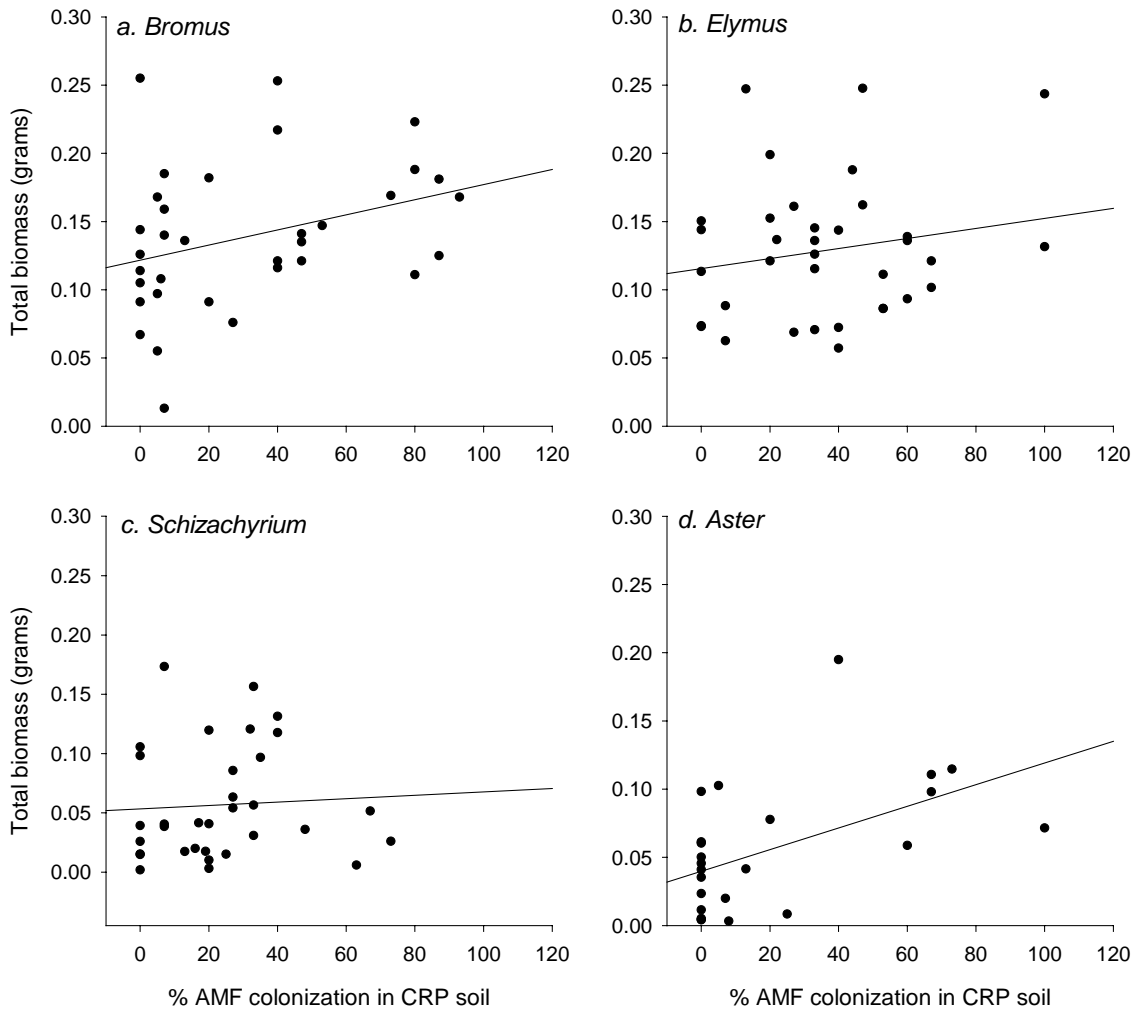 a. Bromus
0.30
0.25
0.20
0.15
0.10
0.05
0.00
Total biomass (grams)
0 20 40 60 80 100 120
b. Elymus
0.30
0.25
0.20
0.15
0.10
0.05
0.00
0 20 40 60 80 100 120
c. Schizachyrium
0.30
0.25
0.20
0.15
0.10
0.05
0.00
Total biomass (grams)
0 20 40 60 80 100 120
% AMF colonization in CRP soil
d. Aster
0.30
0.25
0.20
0.15
0.10
0.05
0.00
0 20 40 60 80 100 120
% AMF colonization in CRP soil